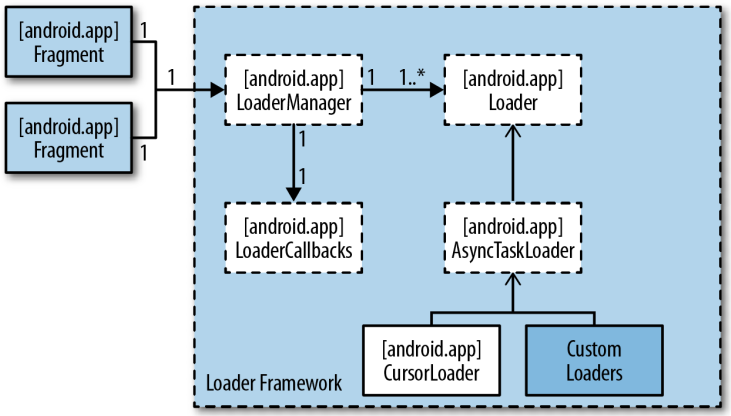 [android.app]
Fragment
1
1
[android.app]
LoaderManager
1
1..*
[android.app]
Loader
[android.app]
Fragment
1
1
1
[android.app]
LoaderCallbacks
[android.app]
AsyncTaskLoader
[android.app]
CursorLoader
Custom
Loaders
Loader Framework